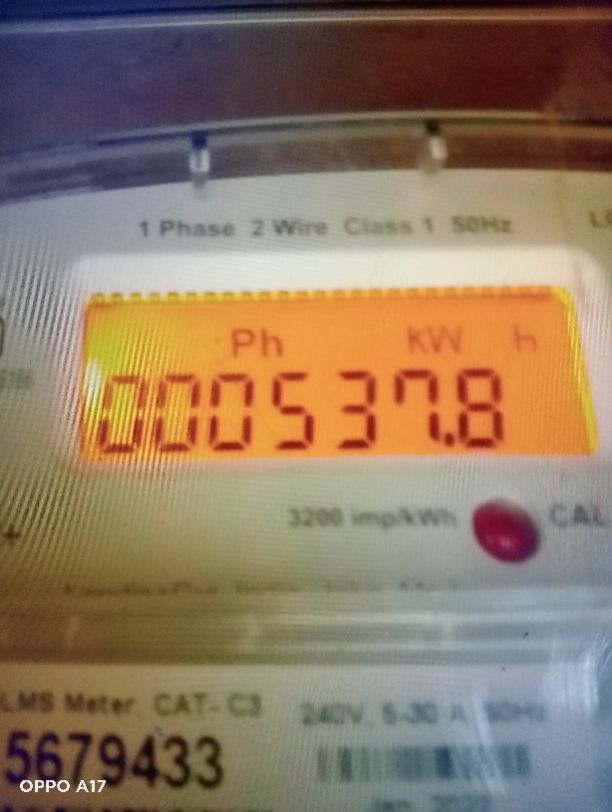 1 Phase 2 Wire Class 1 50Hz
Ph kW h
000537.8
3200 imp/kWh CAL
LMS Meter, CAT- C3
240V 5-30 A 50Hz
5679433
OPPO A17